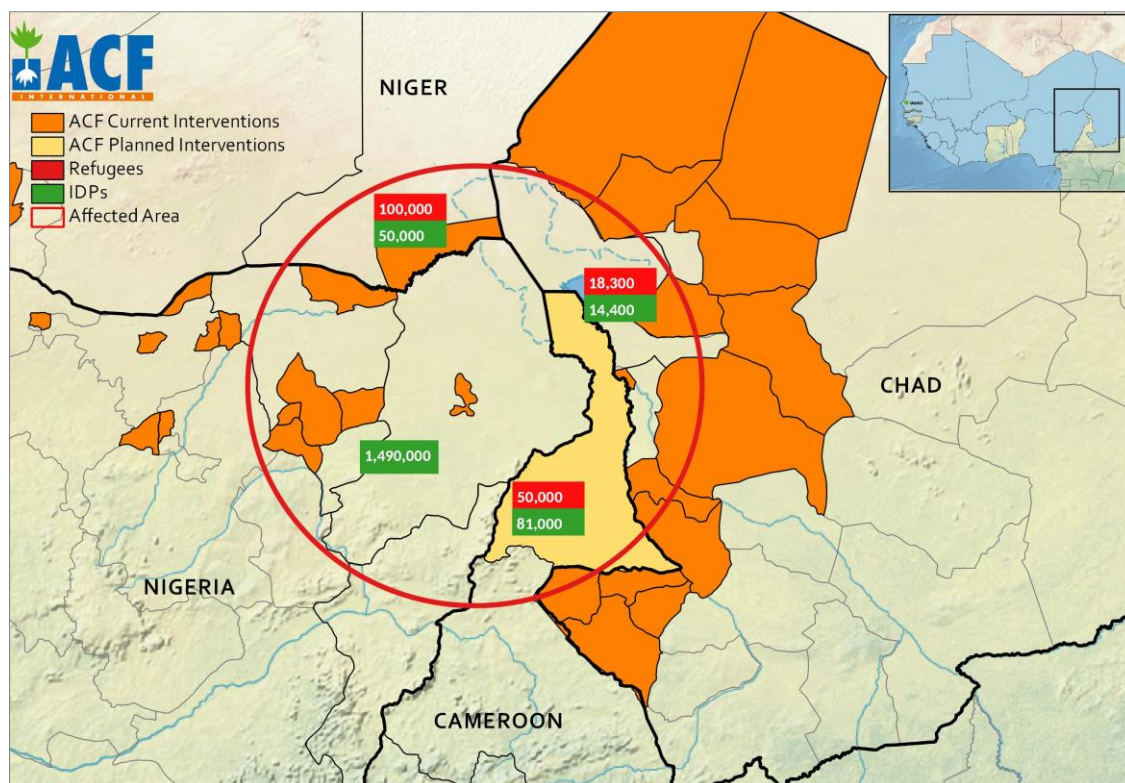 ACF
INTERNATIONAL
ACF Current Interventions
ACF Planned Interventions
Refugees
IDPs
Affected Area
NIGER
100,000
50,000
18,300
14,400
CHAD
1,490,000
50,000
81,000
NIGERIA
CAMEROON